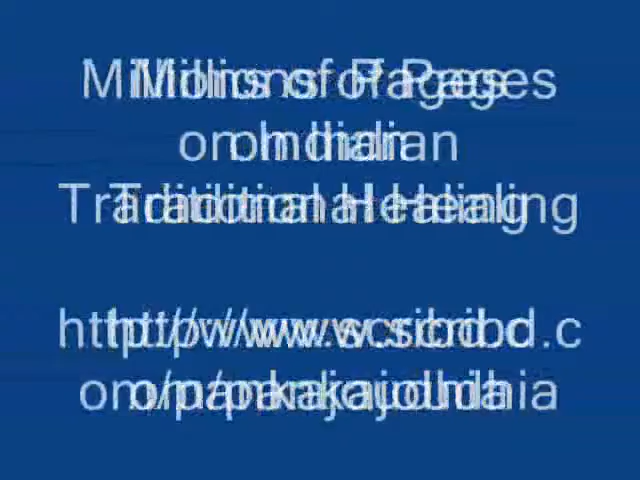 Millions of Pages
on Indian
Traditional Healing
http://www.scribd.c
om/pankajoudhia